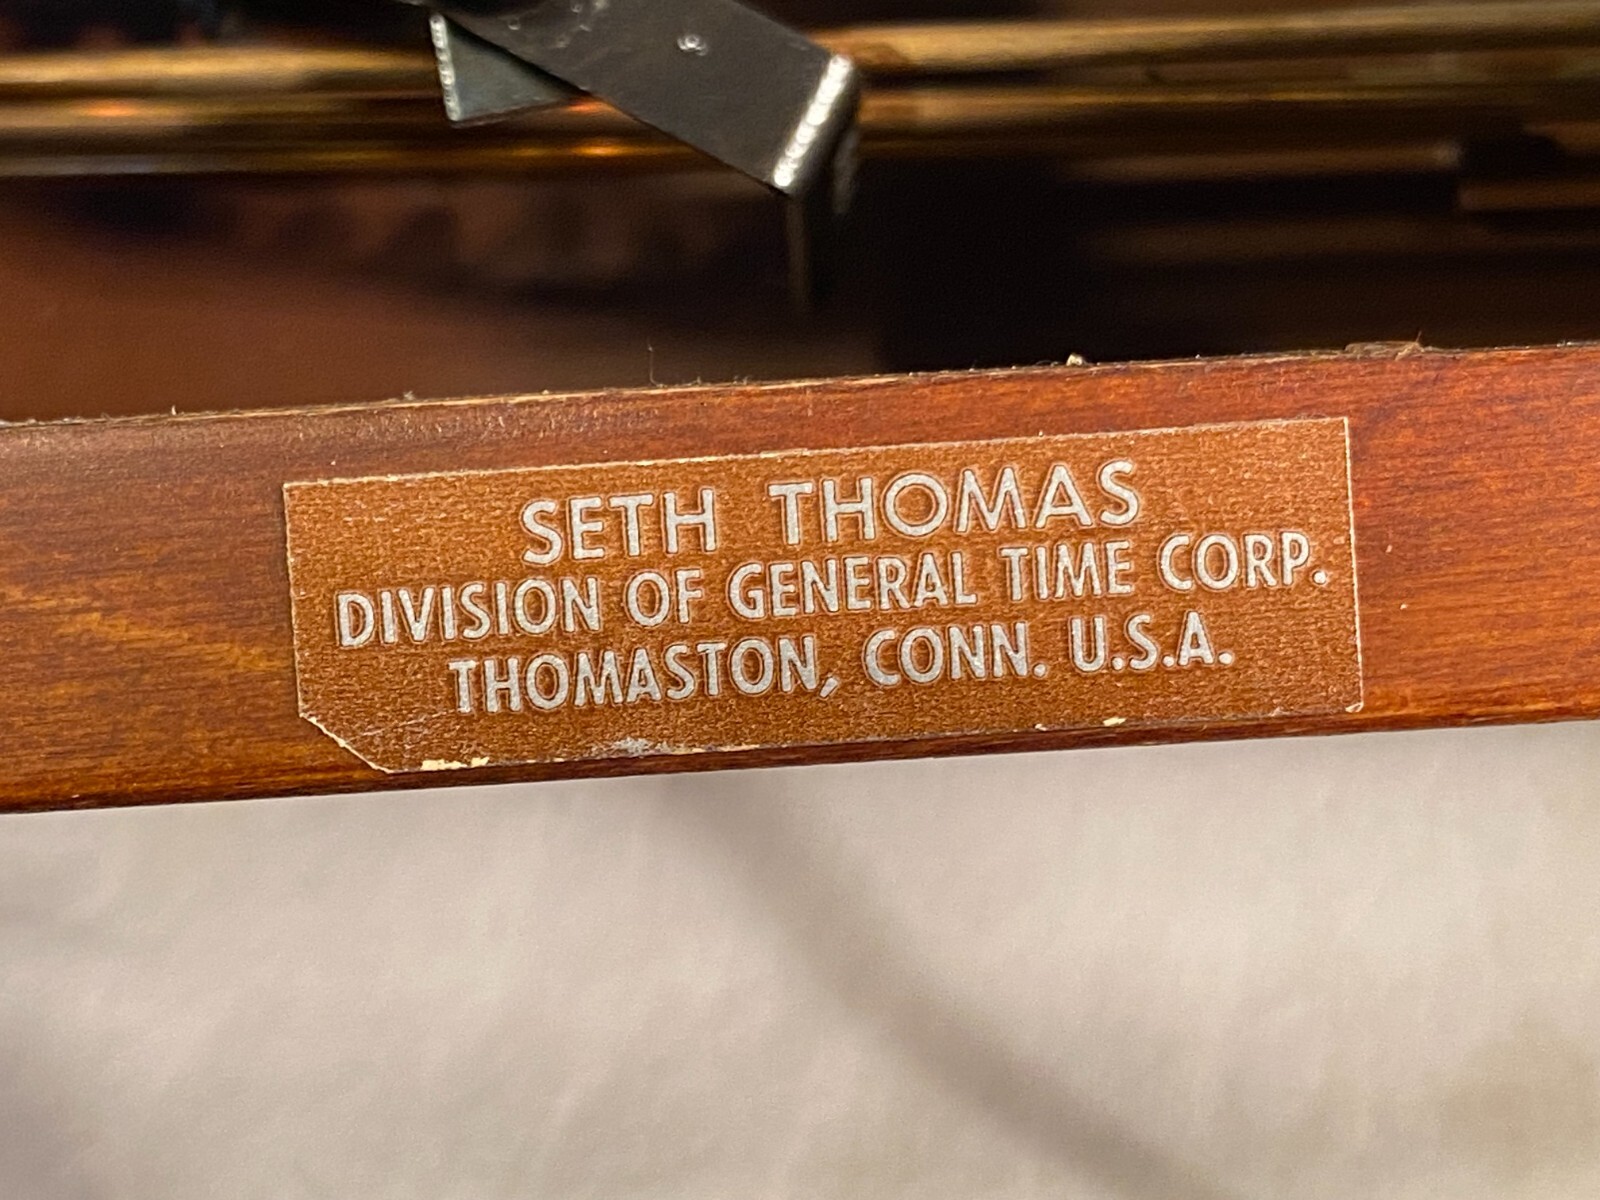 SETH THOMAS
DIVISION OF GENERAL TIME CORP.
THOMASTON, CONN. U.S.A.